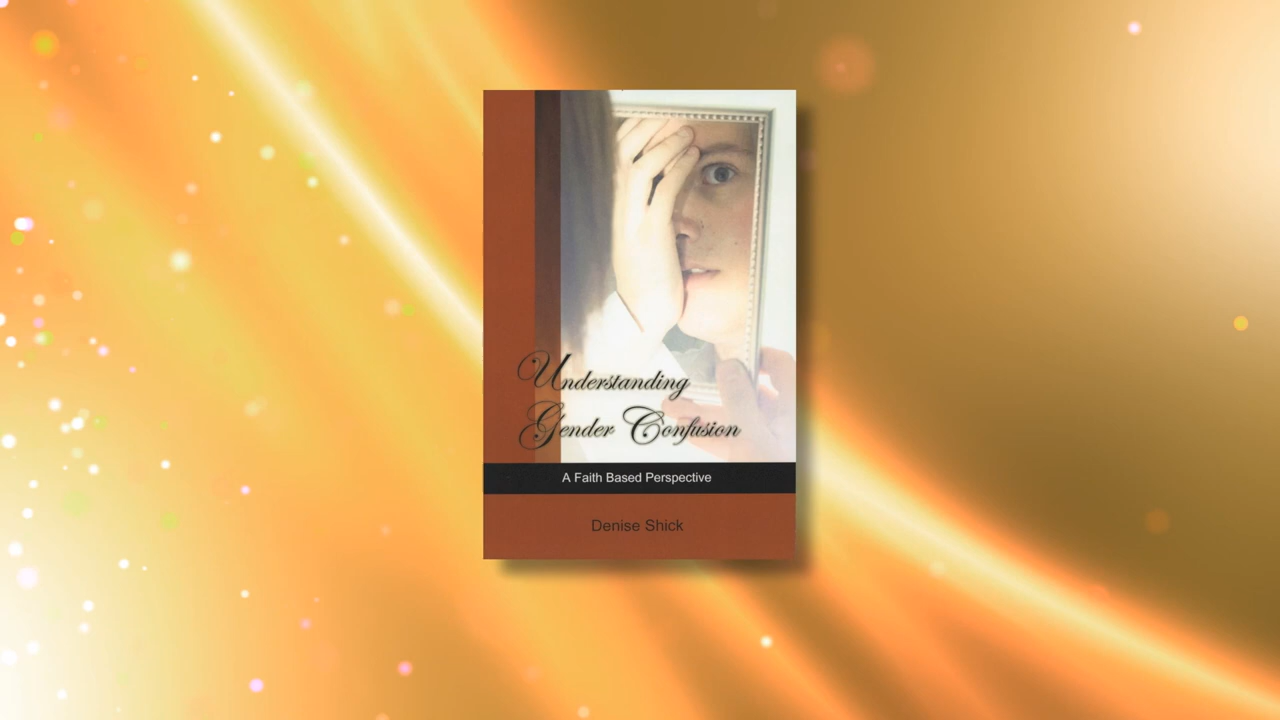 Understanding
Gender Confusion
A Faith Based Perspective
Denise Shick